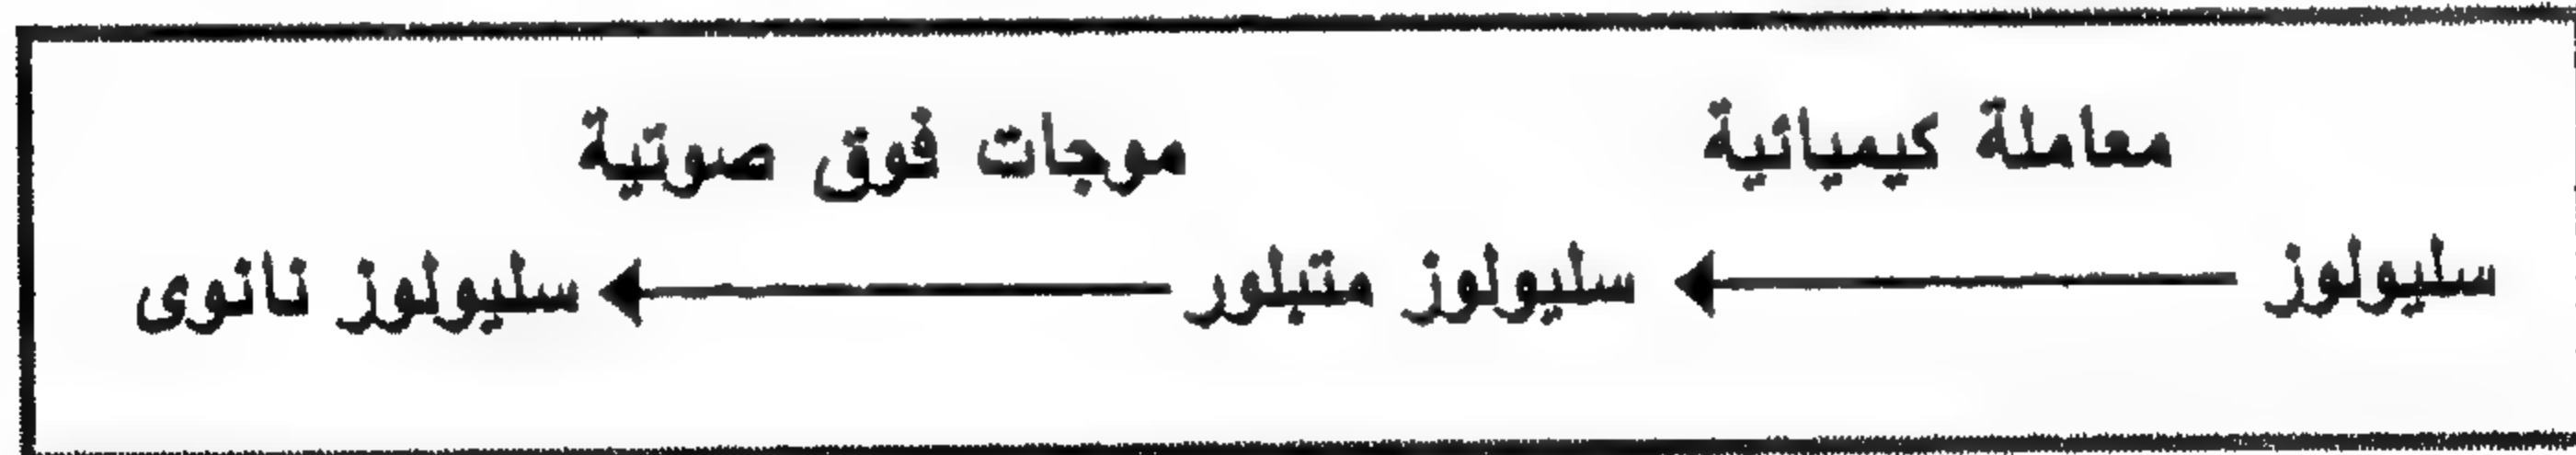 معاملة كيميائية موجات فوق صوتية
سليولوز سليولوز متبلور سليولوز نانوى